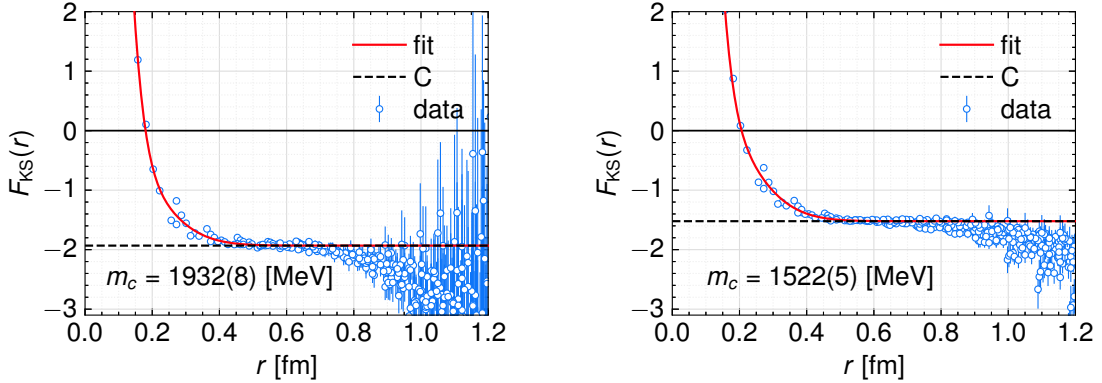 2
1
0
−1
−2
−3
F_KS(r)
fit
C
data
m_c = 1932(8) [MeV]
0.0 0.2 0.4 0.6 0.8 1.0 1.2
r [fm]
2
1
0
−1
−2
−3
F_KS(r)
fit
C
data
m_c = 1522(5) [MeV]
0.0 0.2 0.4 0.6 0.8 1.0 1.2
r [fm]